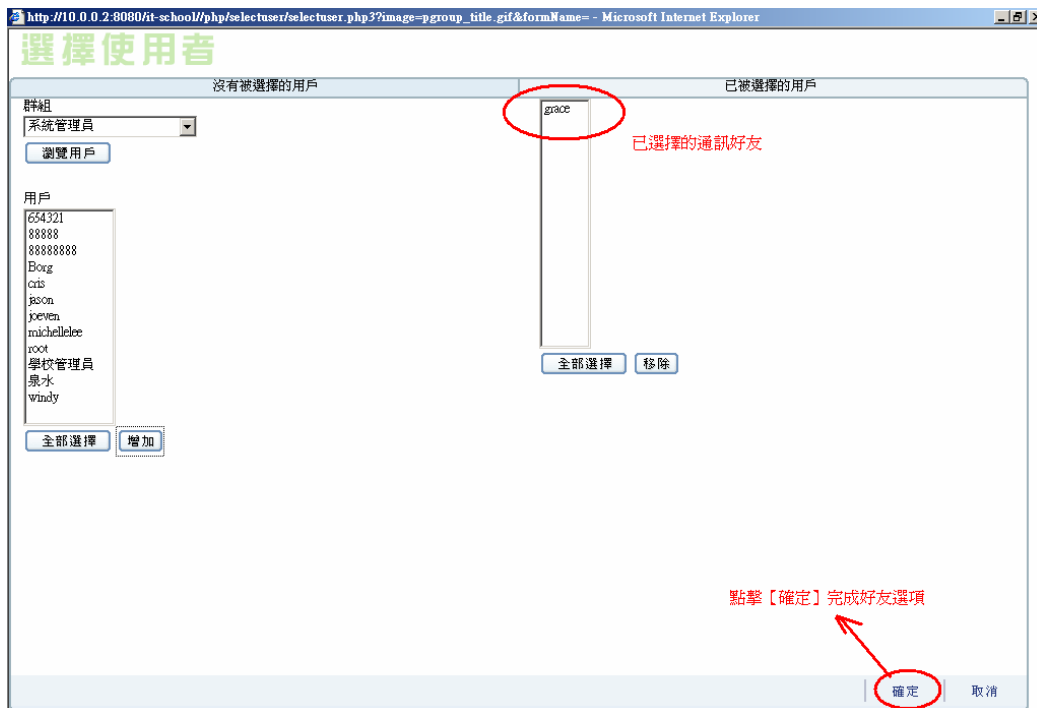 http://10.0.0.2:8080/it-school//php/selectuser/selectuser.php3?image=pgroup_title.gif&formName= - Microsoft Internet Explorer
選擇使用者
沒有被選擇的用戶
已被選擇的用戶
群組
系統管理員
瀏覽用戶
grace
已選擇的通訊好友
用戶
654321
88888
88888888
Borg
cris
jason
joeven
michellelee
root
學校管理員
泉水
windy
全部選擇 移除
全部選擇 增加
點擊【確定】完成好友選項
確定 取消